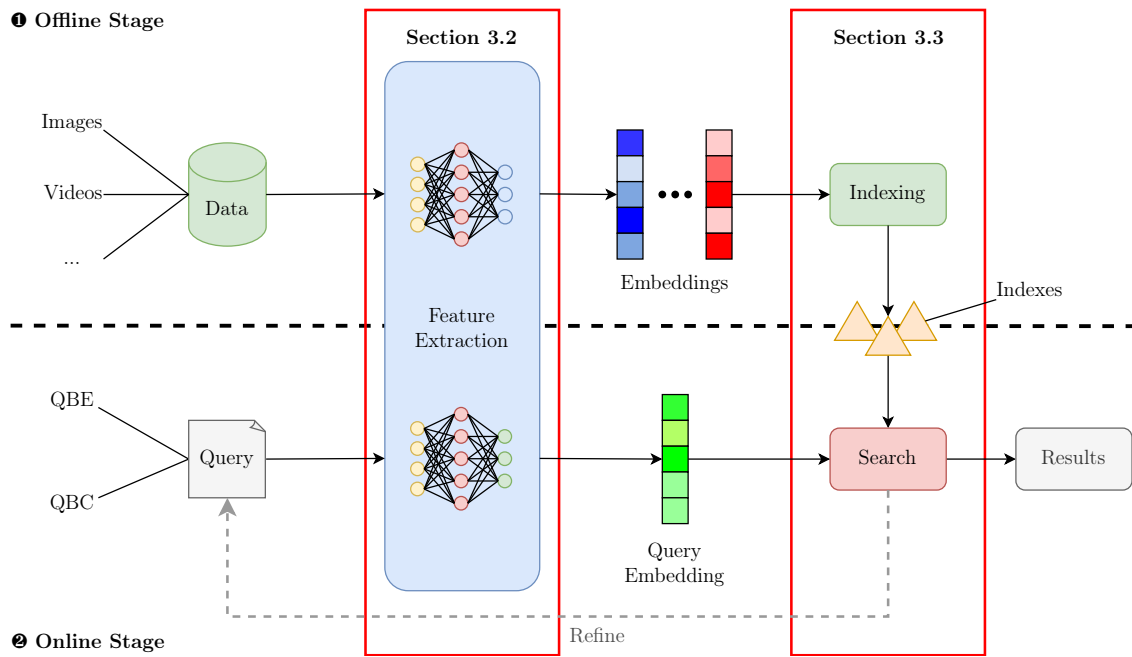 ❶ Offline Stage
Section 3.2
Section 3.3
Images
Videos
...
Data
Indexing
Embeddings
Indexes
Feature
Extraction
QBE
QBC
Query
Search
Results
Query
Embedding
Refine
❷ Online Stage